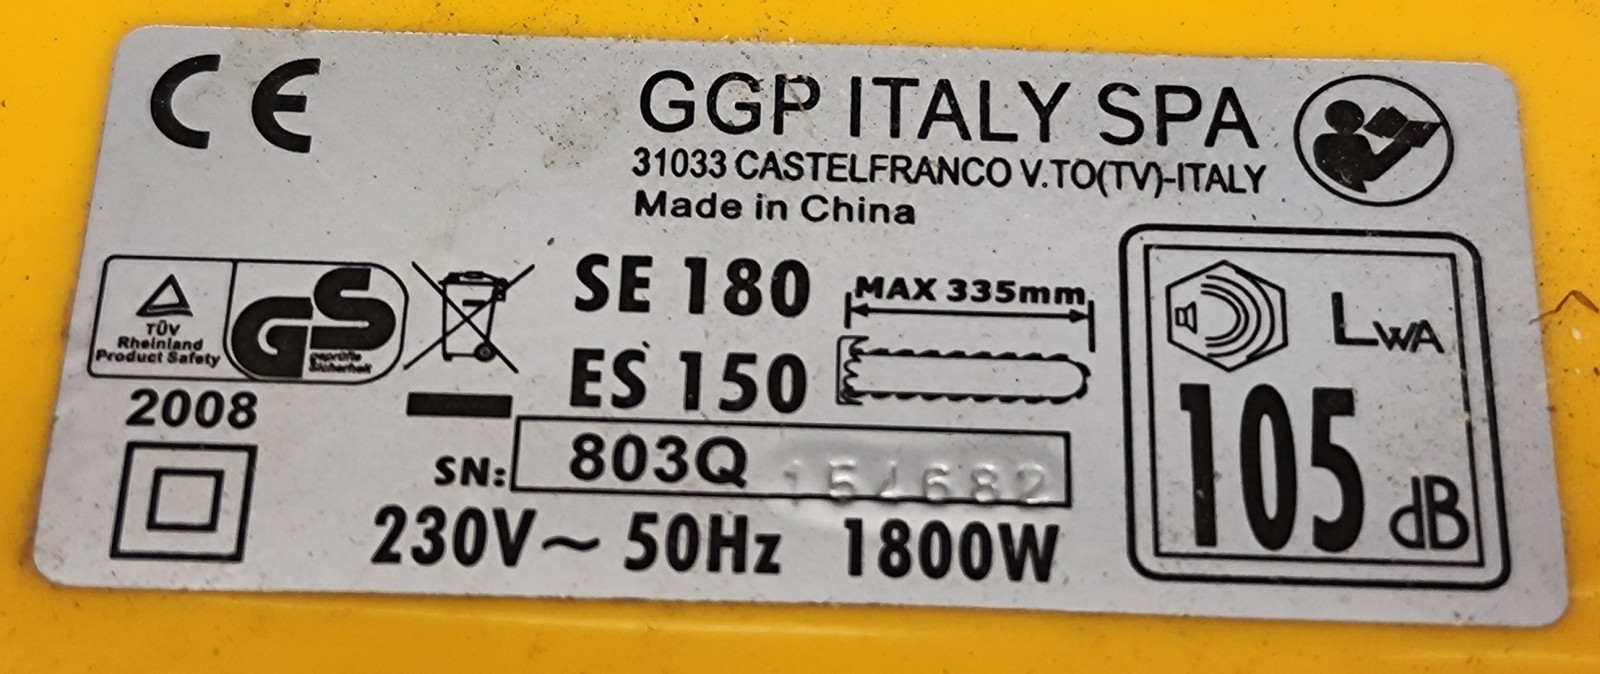 CE
GGP ITALY SPA
31033 CASTELFRANCO V.TO(TV)-ITALY
Made in China
TÜV
Rheinland
Product Safety
GS
geprüfte
Sicherheit
2008
SE 180
ES 150
MAX 335mm
SN: 803Q 154682
230V~ 50Hz 1800W
LWA
105 dB